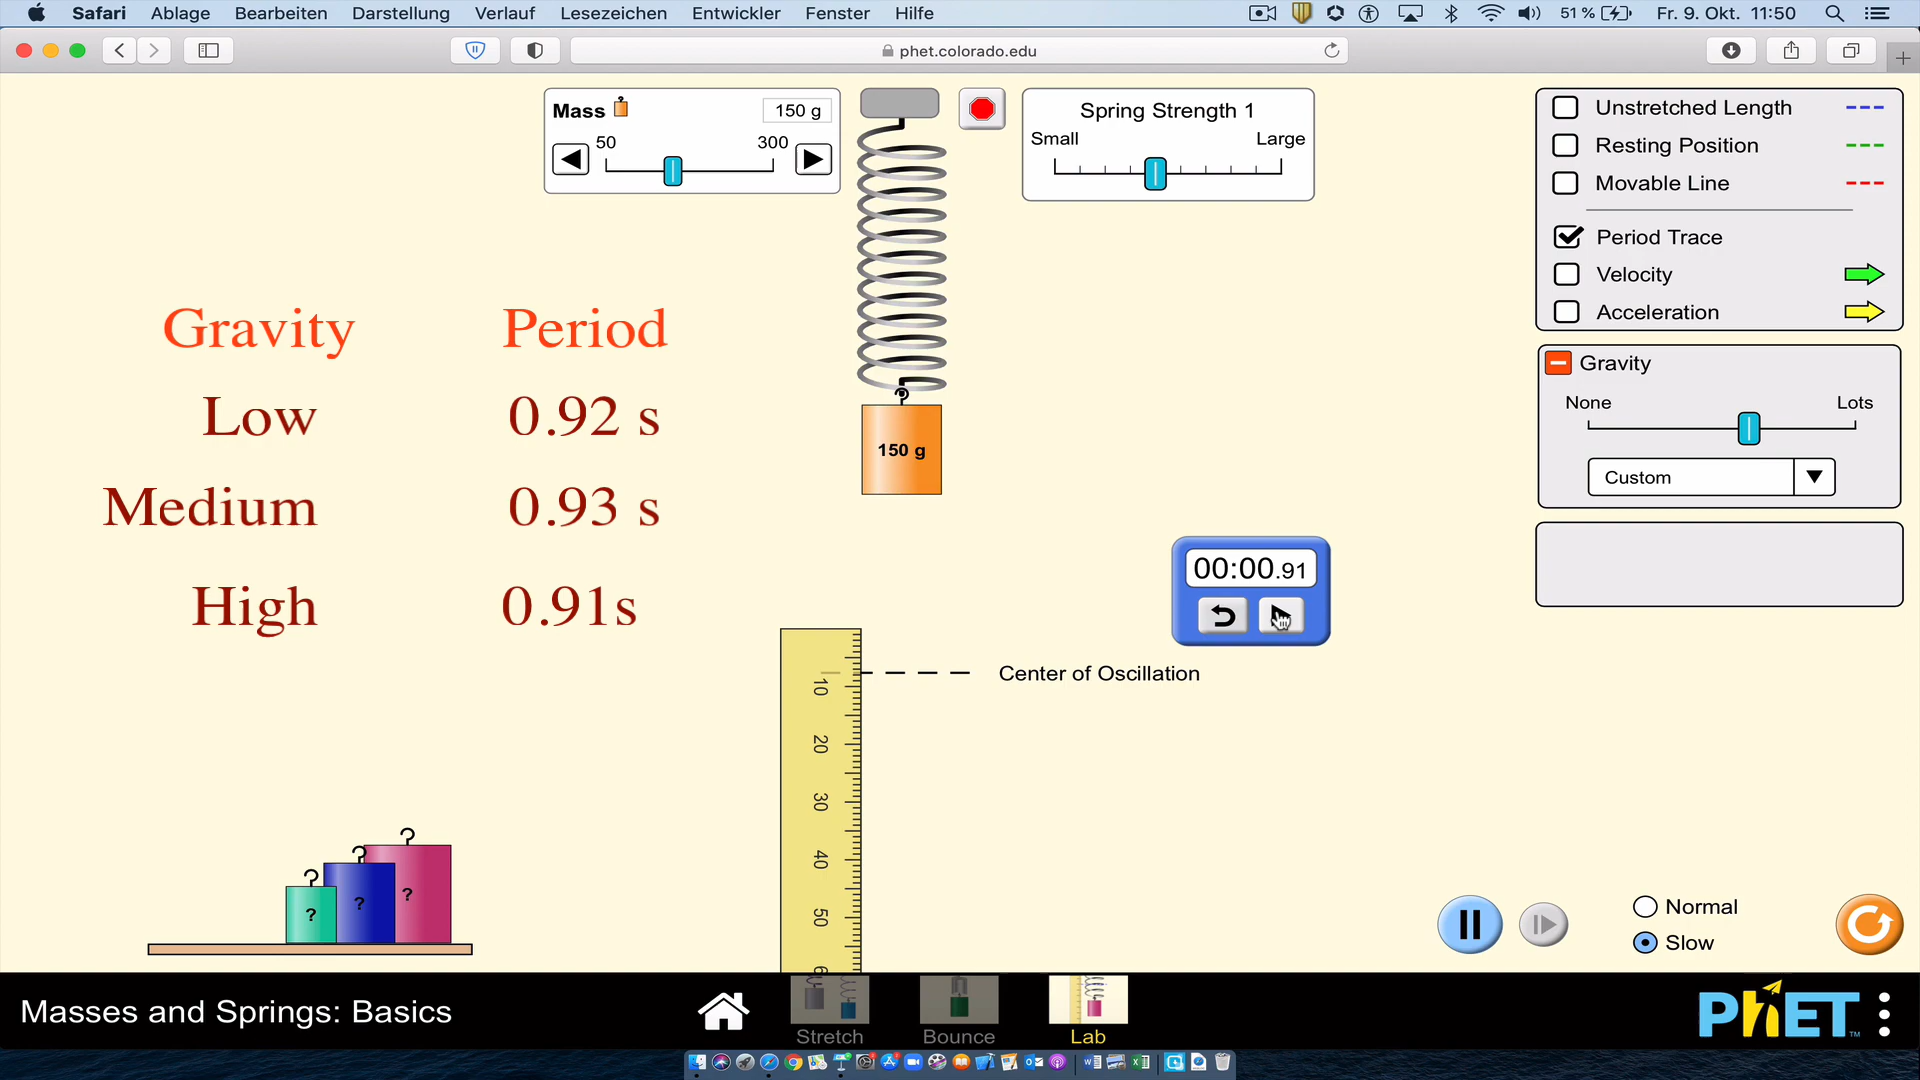 Safari Ablage Bearbeiten Darstellung Verlauf Lesezeichen Entwickler Fenster Hilfe 51 % Fr. 9. Okt. 11:50
phet.colorado.edu
Mass 150 g
50 300
Spring Strength 1
Small Large
Unstretched Length
Resting Position
Movable Line
Period Trace
Velocity
Acceleration
Gravity
None Lots
Custom
Gravity Period
Low 0.92 s
Medium 0.93 s
High 0.91s
150 g
00:00.91
Center of Oscillation
10
20
30
40
50
6
? ? ?
Normal
Slow
Masses and Springs: Basics
Stretch Bounce Lab
PhET™